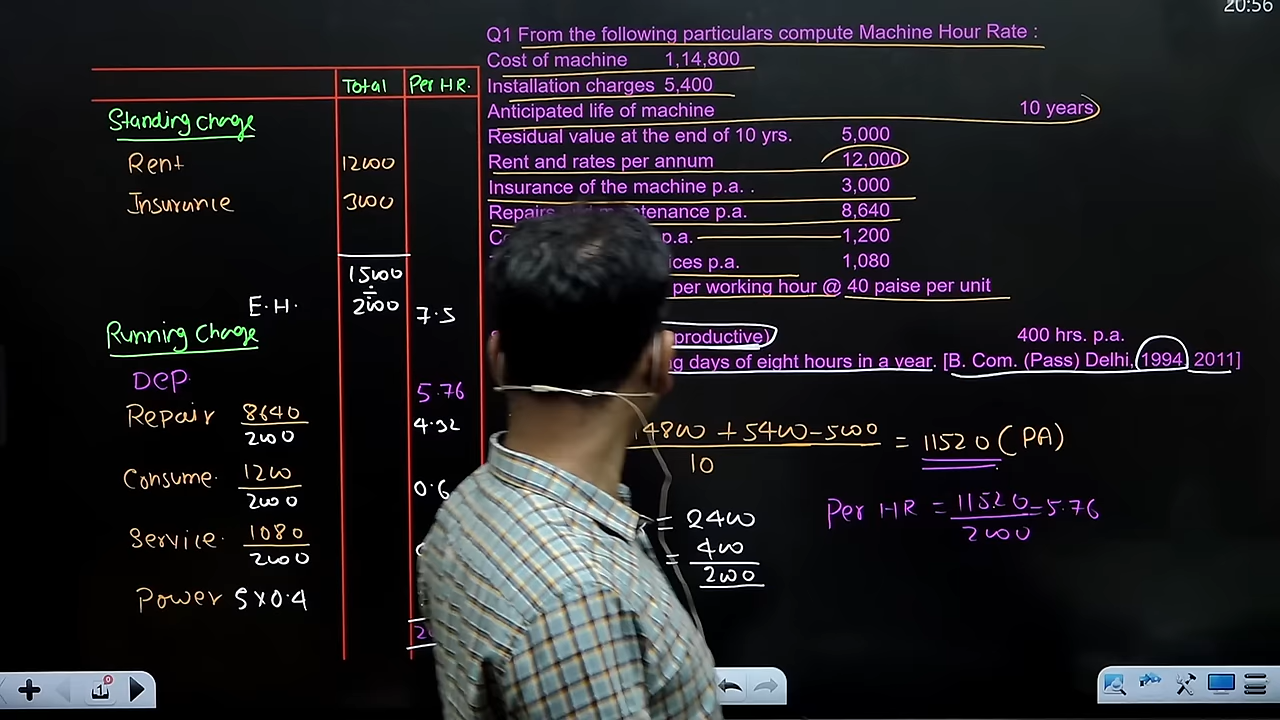 20:56
Q1 From the following particulars compute Machine Hour Rate :
Cost of machine 1,14,800
Installation charges 5,400
Anticipated life of machine 10 years
Residual value at the end of 10 yrs. 5,000
Rent and rates per annum 12,000
Insurance of the machine p.a. . 3,000
Repairs p.a. 8,640
p.a. 1,200
p.a. 1,080
per working hour @ 40 paise per unit
productive) 400 hrs. p.a.
days of eight hours in a year. [B. Com. (Pass) Delhi, 1994, 2011]
Total Per HR.
Standing Charge
Rent 12000
Insurance 3000
15000
÷
E.H. 2000 7.5
Running Charge
Dep. 5.76
Repair 8640/2000 4.32
Consume. 1200/2000 0.6
Service. 1080/2000
Power 5×0.4
4800 + 5400 - 5000 / 10 = 11520 (PA)
= 2400
= 400
2000
Per HR = 11520/2000 = 5.76